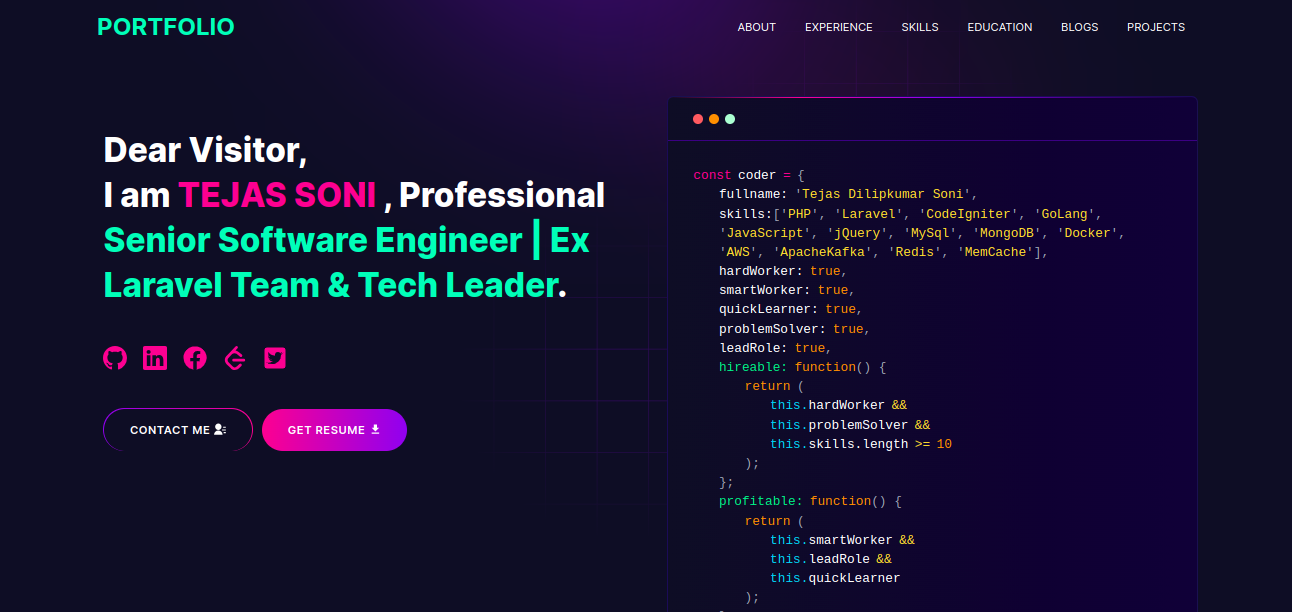 PORTFOLIO
ABOUT EXPERIENCE SKILLS EDUCATION BLOGS PROJECTS
Dear Visitor,
I am TEJAS SONI , Professional
Senior Software Engineer | Ex
Laravel Team & Tech Leader.
CONTACT ME
GET RESUME
const coder = {
fullname: 'Tejas Dilipkumar Soni',
skills:['PHP', 'Laravel', 'CodeIgniter', 'GoLang',
'JavaScript', 'jQuery', 'MySql', 'MongoDB', 'Docker',
'AWS', 'ApacheKafka', 'Redis', 'MemCache'],
hardWorker: true,
smartWorker: true,
quickLearner: true,
problemSolver: true,
leadRole: true,
hireable: function() {
return (
this.hardWorker &&
this.problemSolver &&
this.skills.length >= 10
);
};
profitable: function() {
return (
this.smartWorker &&
this.leadRole &&
this.quickLearner
);